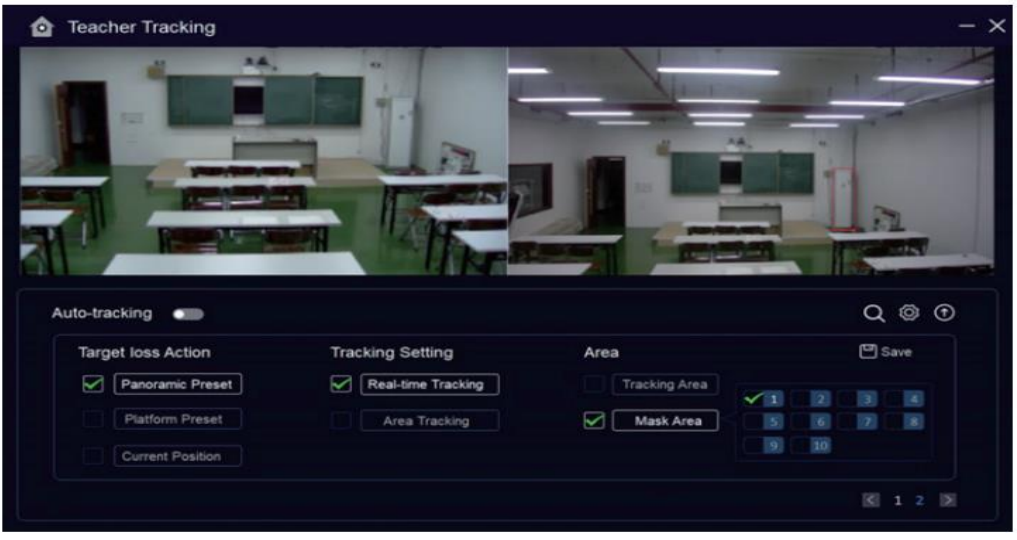 Teacher Tracking
Auto-tracking
Target loss Action
Tracking Setting
Area
Save
Panoramic Preset
Real-time Tracking
Tracking Area
Platform Preset
Area Tracking
Mask Area
Current Position
1 2 3 4
5 6 7 8
9 10
1 2